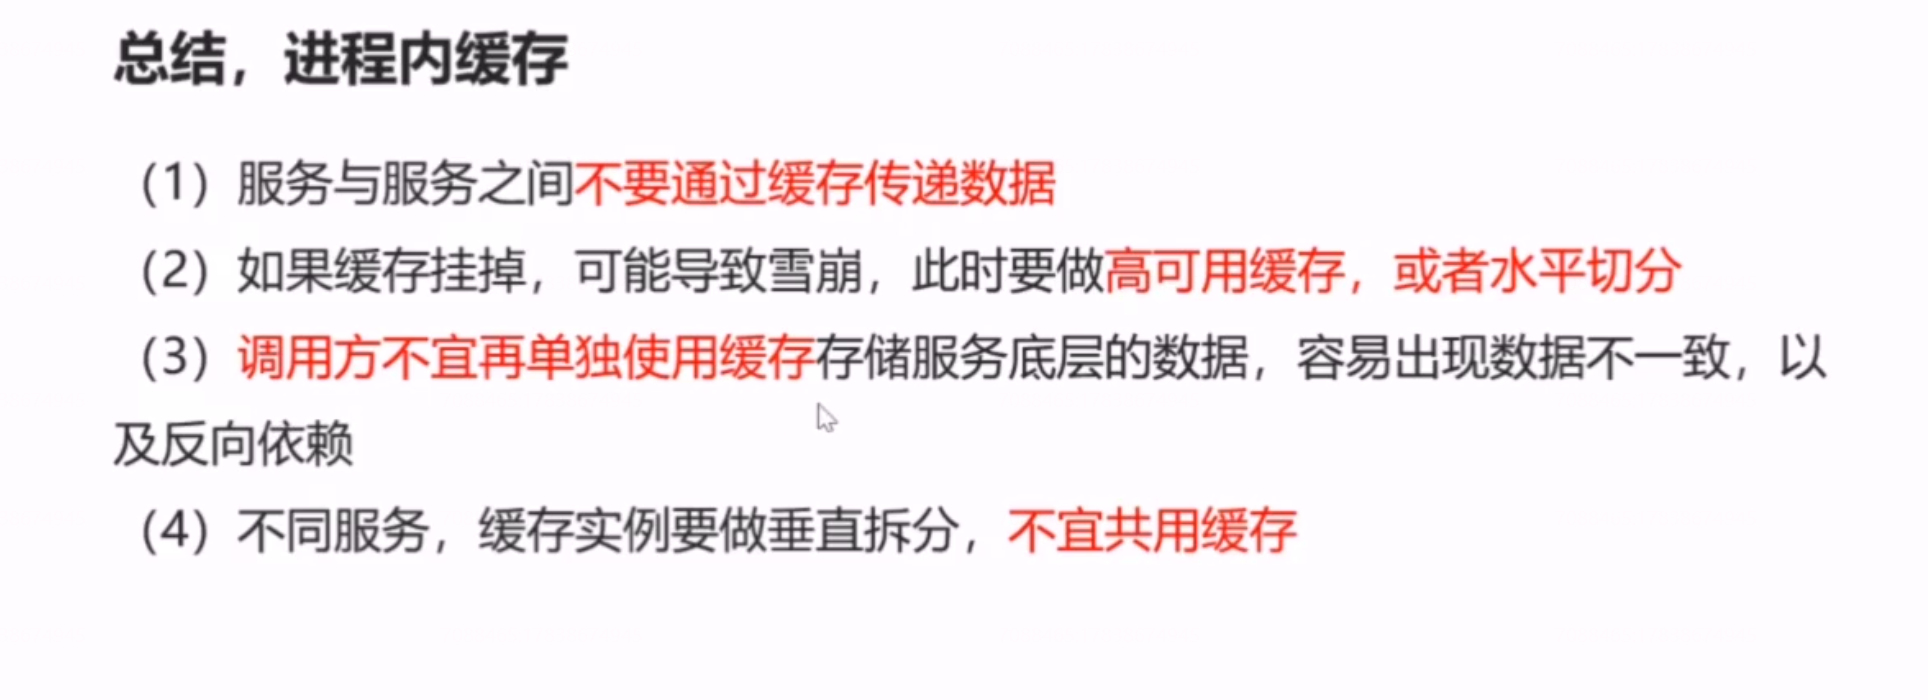 总结，进程内缓存
（1）服务与服务之间不要通过缓存传递数据
（2）如果缓存挂掉，可能导致雪崩，此时要做高可用缓存，或者水平切分
（3）调用方不宜再单独使用缓存存储服务底层的数据，容易出现数据不一致，以
及反向依赖
（4）不同服务，缓存实例要做垂直拆分，不宜共用缓存